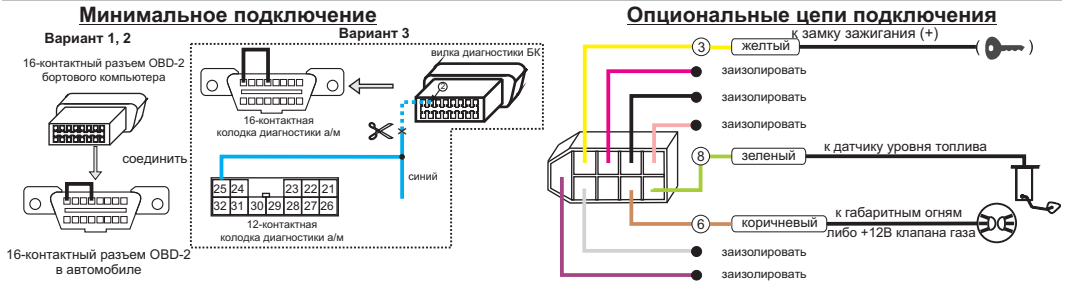 Минимальное подключение
Вариант 1, 2
16-контактный разъем OBD-2
бортового компьютера
соединить
16-контактный разъем OBD-2
в автомобиле
Вариант 3
вилка диагностики БК
2
16-контактная
колодка диагностики а/м
синий
25 24 23 22 21
32 31 30 29 28 27 26
12-контактная
колодка диагностики а/м
Опциональные цепи подключения
к замку зажигания (+)
3 желтый ( )
заизолировать
заизолировать
заизолировать
8 зеленый к датчику уровня топлива
6 коричневый к габаритным огням
либо +12В клапана газа
заизолировать
заизолировать